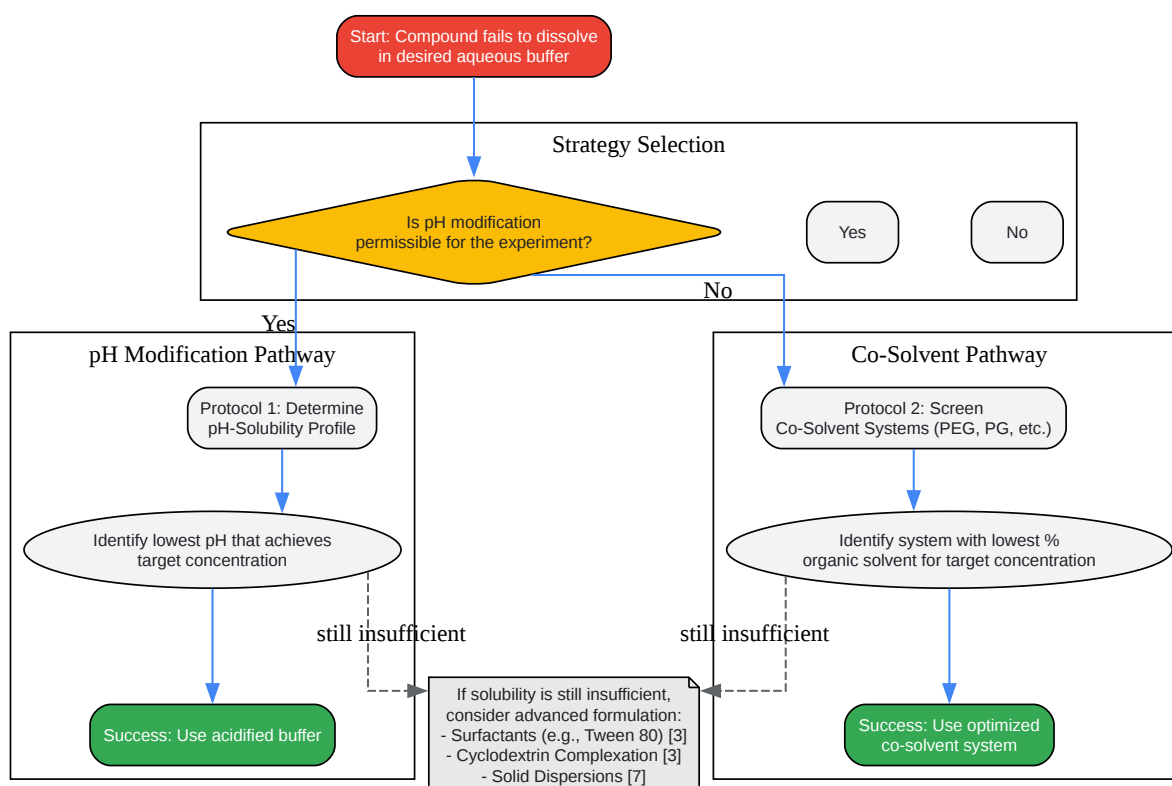 Start: Compound fails to dissolve
in desired aqueous buffer
Strategy Selection
Is pH modification
permissible for the experiment?
Yes
No
No
Yes
pH Modification Pathway
Co-Solvent Pathway
Protocol 1: Determine
pH-Solubility Profile
Protocol 2: Screen
Co-Solvent Systems (PEG, PG, etc.)
Identify lowest pH that achieves
target concentration
Identify system with lowest %
organic solvent for target concentration
still insufficient
still insufficient
If solubility is still insufficient,
consider advanced formulation:
- Surfactants (e.g., Tween 80) [3]
- Cyclodextrin Complexation [3]
- Solid Dispersions [7]
Success: Use acidified buffer
Success: Use optimized
co-solvent system